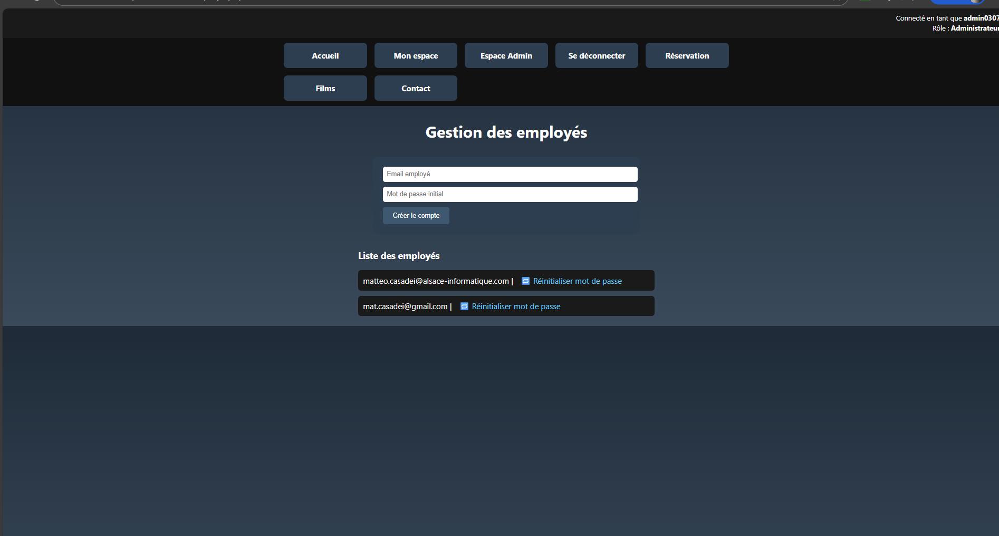 Connecté en tant que admin0307
Rôle : Administrateur
Accueil
Mon espace
Espace Admin
Se déconnecter
Réservation
Films
Contact
Gestion des employés
Email employé
Mot de passe initial
Créer le compte
Liste des employés
matteo.casadei@alsace-informatique.com | 🔁 Réinitialiser mot de passe
mat.casadei@gmail.com | 🔁 Réinitialiser mot de passe